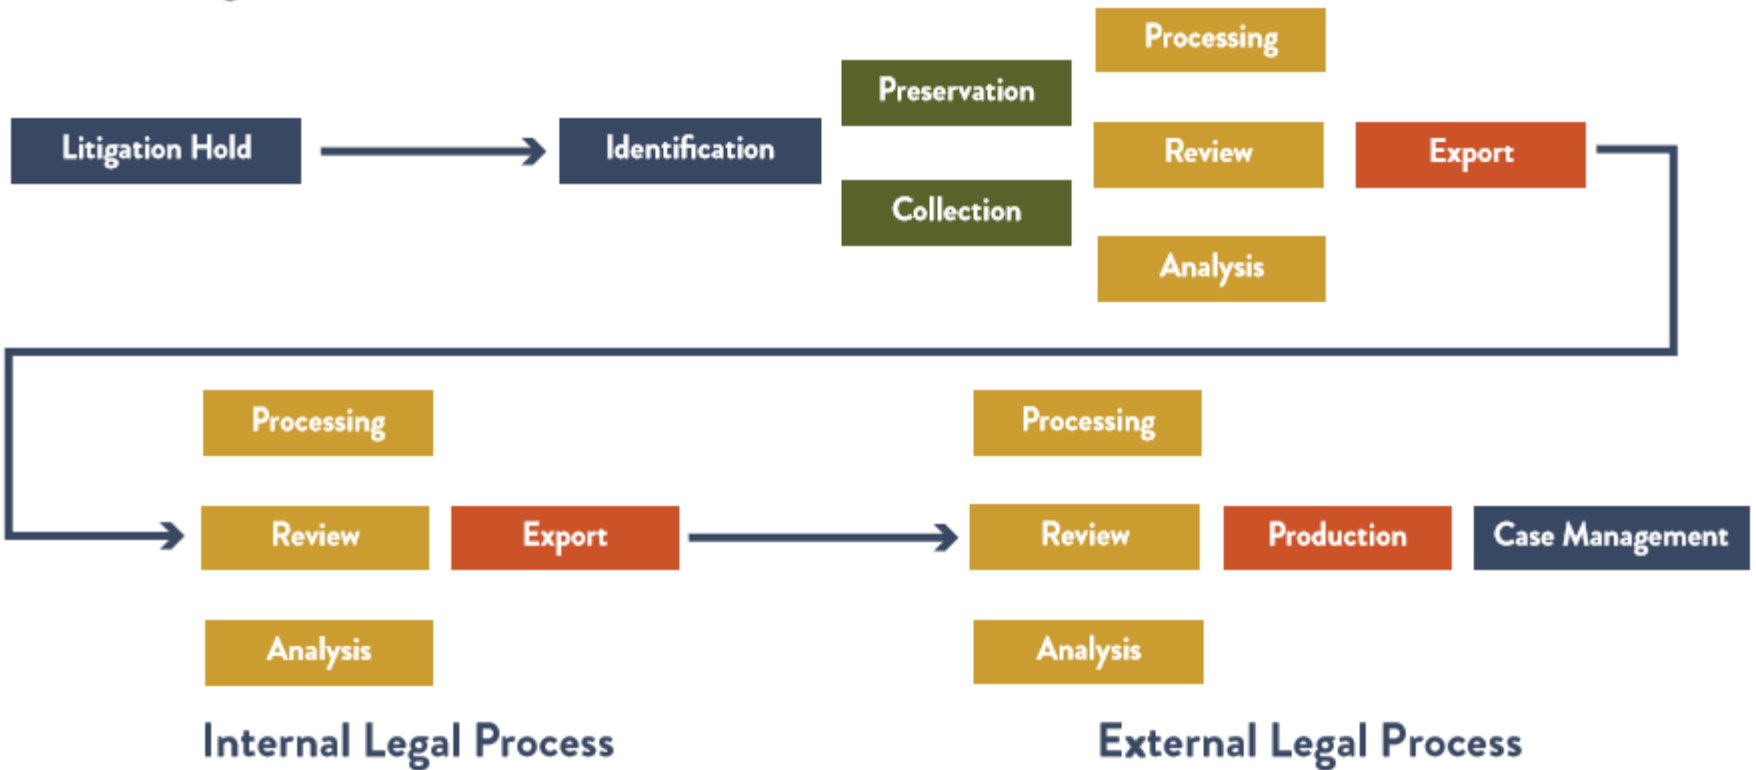 Processing
Preservation
Litigation Hold
Identification
Review
Export
Collection
Analysis
Processing
Processing
Review
Export
Review
Production
Case Management
Analysis
Analysis
Internal Legal Process
External Legal Process